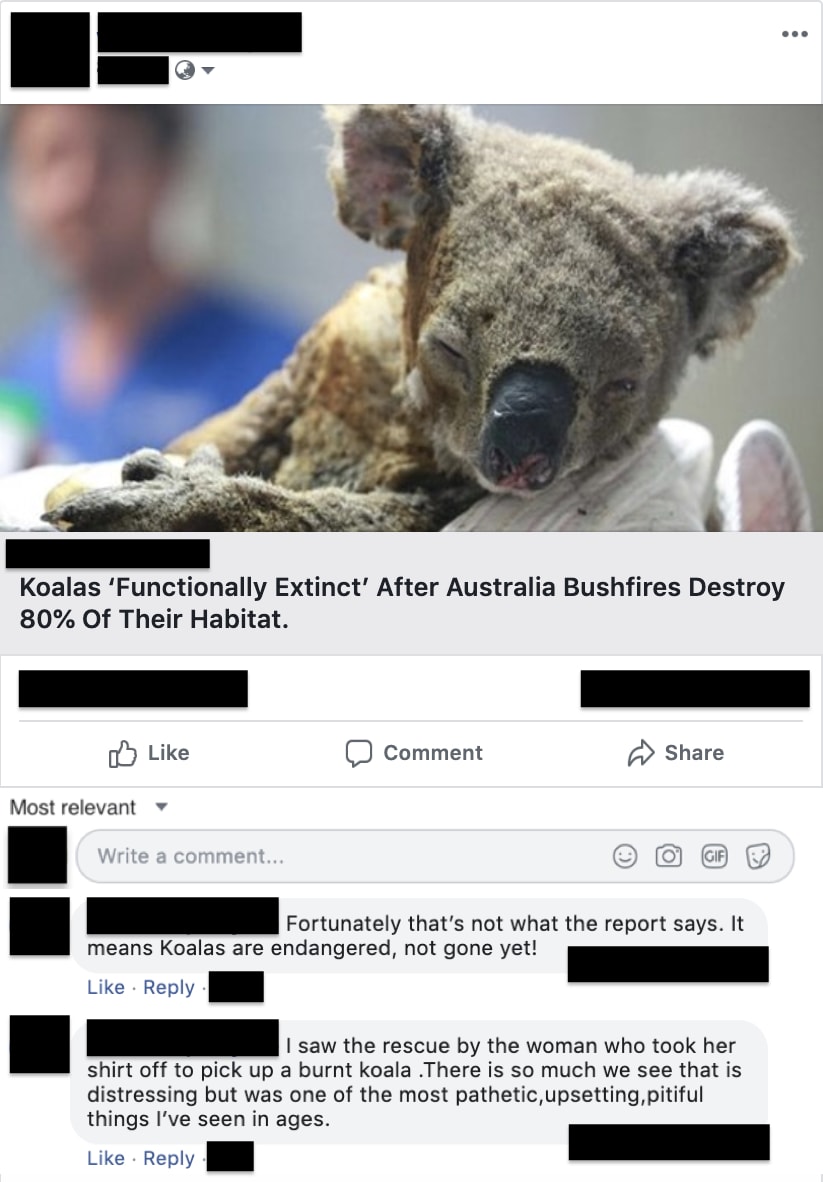 Koalas ‘Functionally Extinct’ After Australia Bushfires Destroy
80% Of Their Habitat.
Like
Comment
Share
Most relevant
Write a comment...
GIF
Fortunately that’s not what the report says. It
means Koalas are endangered, not gone yet!
Like · Reply ·
I saw the rescue by the woman who took her
shirt off to pick up a burnt koala .There is so much we see that is
distressing but was one of the most pathetic,upsetting,pitiful
things I’ve seen in ages.
Like · Reply ·